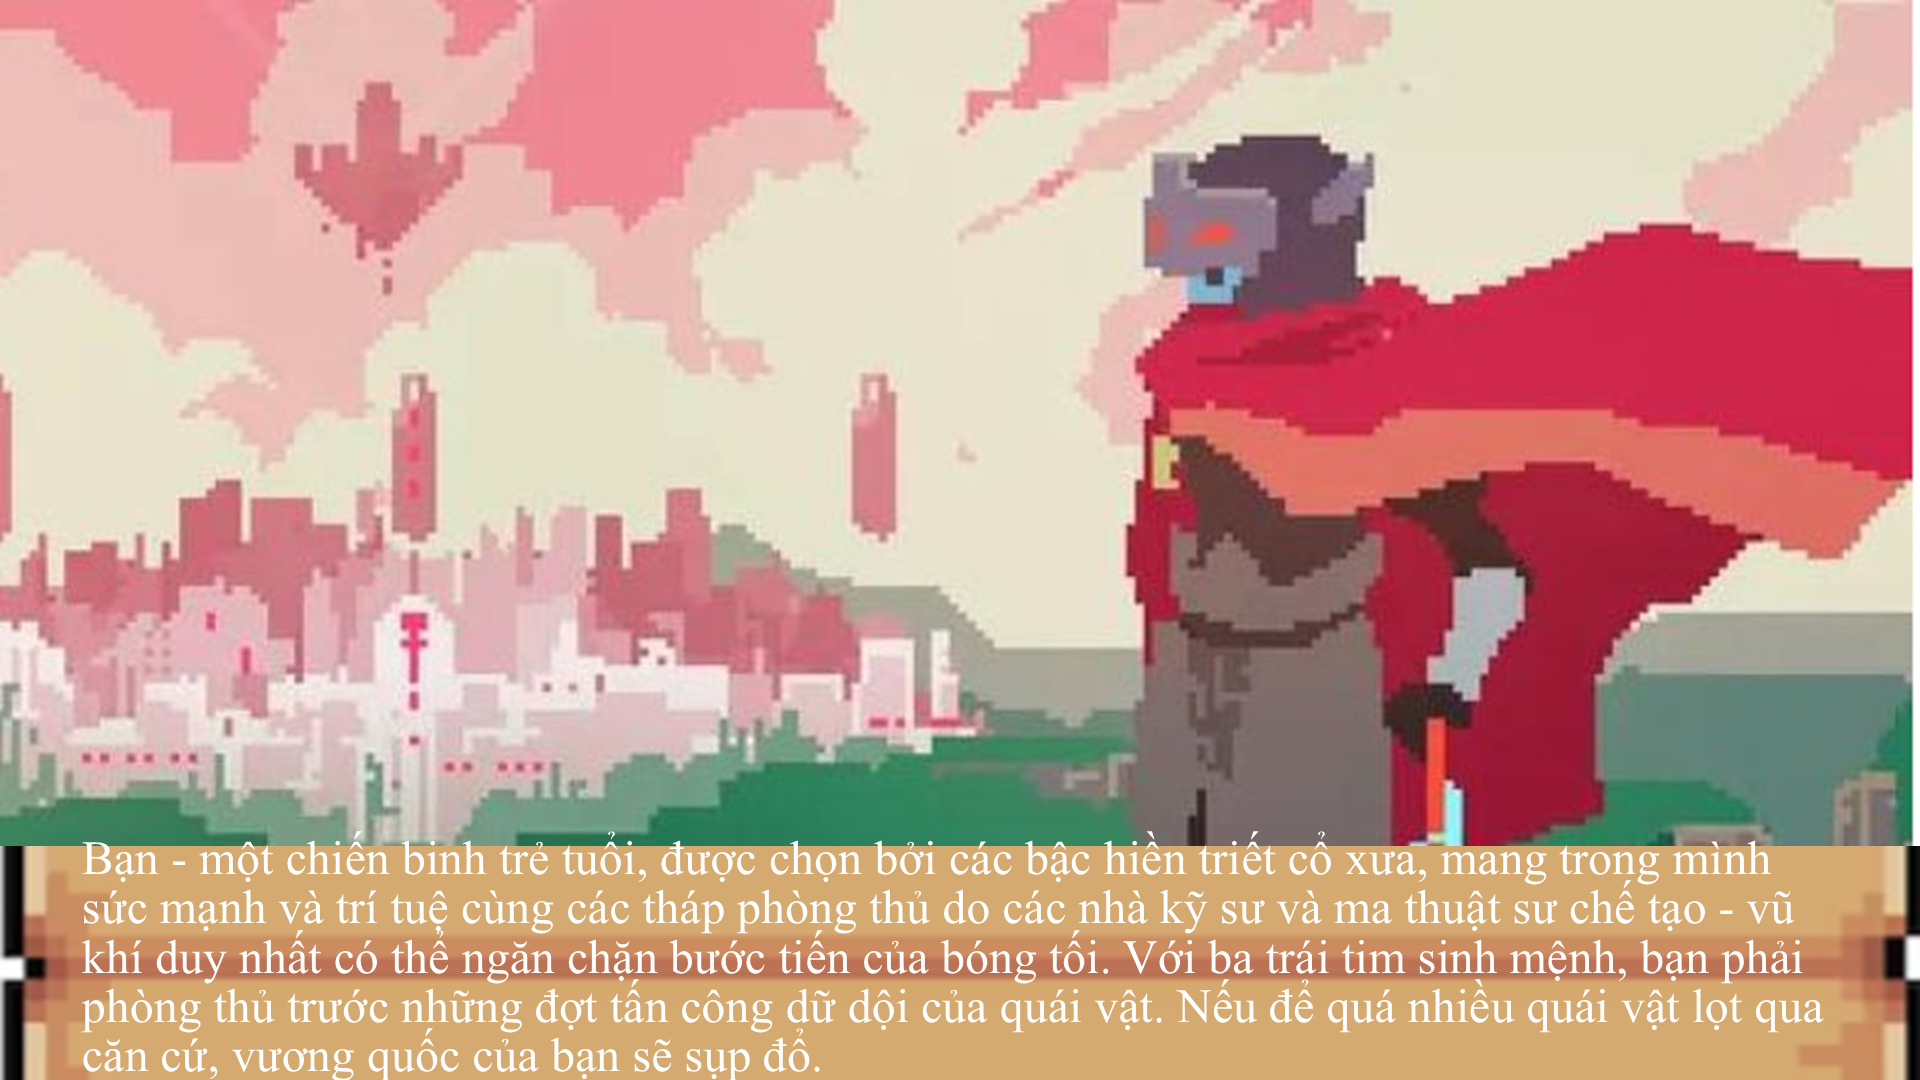 Bạn - một chiến binh trẻ tuổi, được chọn bởi các bậc hiền triết cổ xưa, mang trong mình
sức mạnh và trí tuệ cùng các tháp phòng thủ do các nhà kỹ sư và ma thuật sư chế tạo - vũ
khí duy nhất có thể ngăn chặn bước tiến của bóng tối. Với ba trái tim sinh mệnh, bạn phải
phòng thủ trước những đợt tấn công dữ dội của quái vật. Nếu để quá nhiều quái vật lọt qua
căn cứ, vương quốc của bạn sẽ sụp đổ.